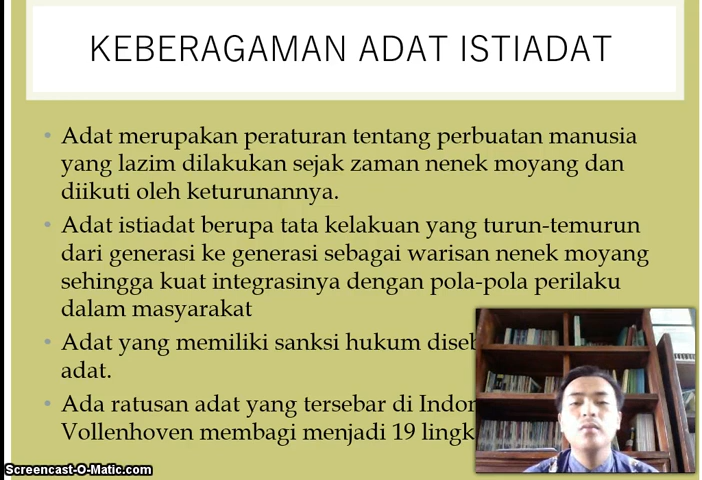 KEBERAGAMAN ADAT ISTIADAT
• Adat merupakan peraturan tentang perbuatan manusia
yang lazim dilakukan sejak zaman nenek moyang dan
diikuti oleh keturunannya.
• Adat istiadat berupa tata kelakuan yang turun-temurun
dari generasi ke generasi sebagai warisan nenek moyang
sehingga kuat integrasinya dengan pola-pola perilaku
dalam masyarakat
• Adat yang memiliki sanksi hukum
adat.
• Ada ratusan adat yang tersebar di
Vollenhoven membagi menjadi 19
Screencast-O-Matic.com